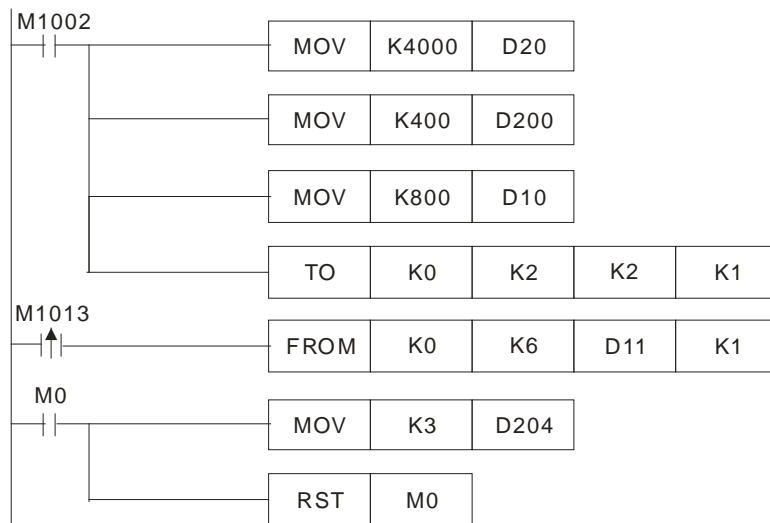 M1002
MOV K4000 D20
MOV K400 D200
MOV K800 D10
TO K0 K2 K2 K1
M1013
FROM K0 K6 D11 K1
M0
MOV K3 D204
RST M0